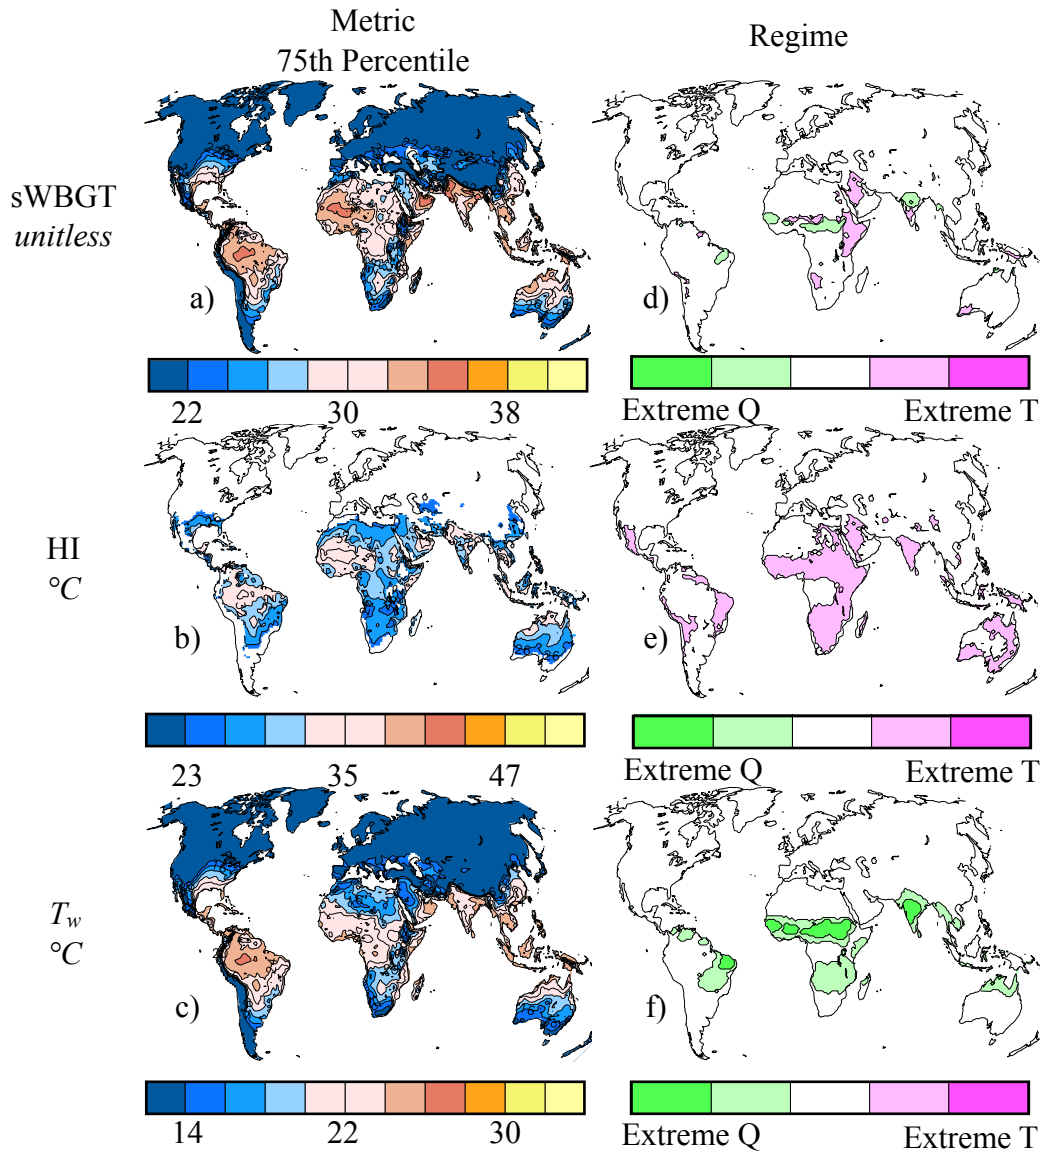 Metric
75th Percentile
Regime
sWBGT
unitless
a)
d)
22 30 38
Extreme Q Extreme T
HI
°C
b)
e)
23 35 47
Extreme Q Extreme T
Tw
°C
c)
f)
14 22 30
Extreme Q Extreme T